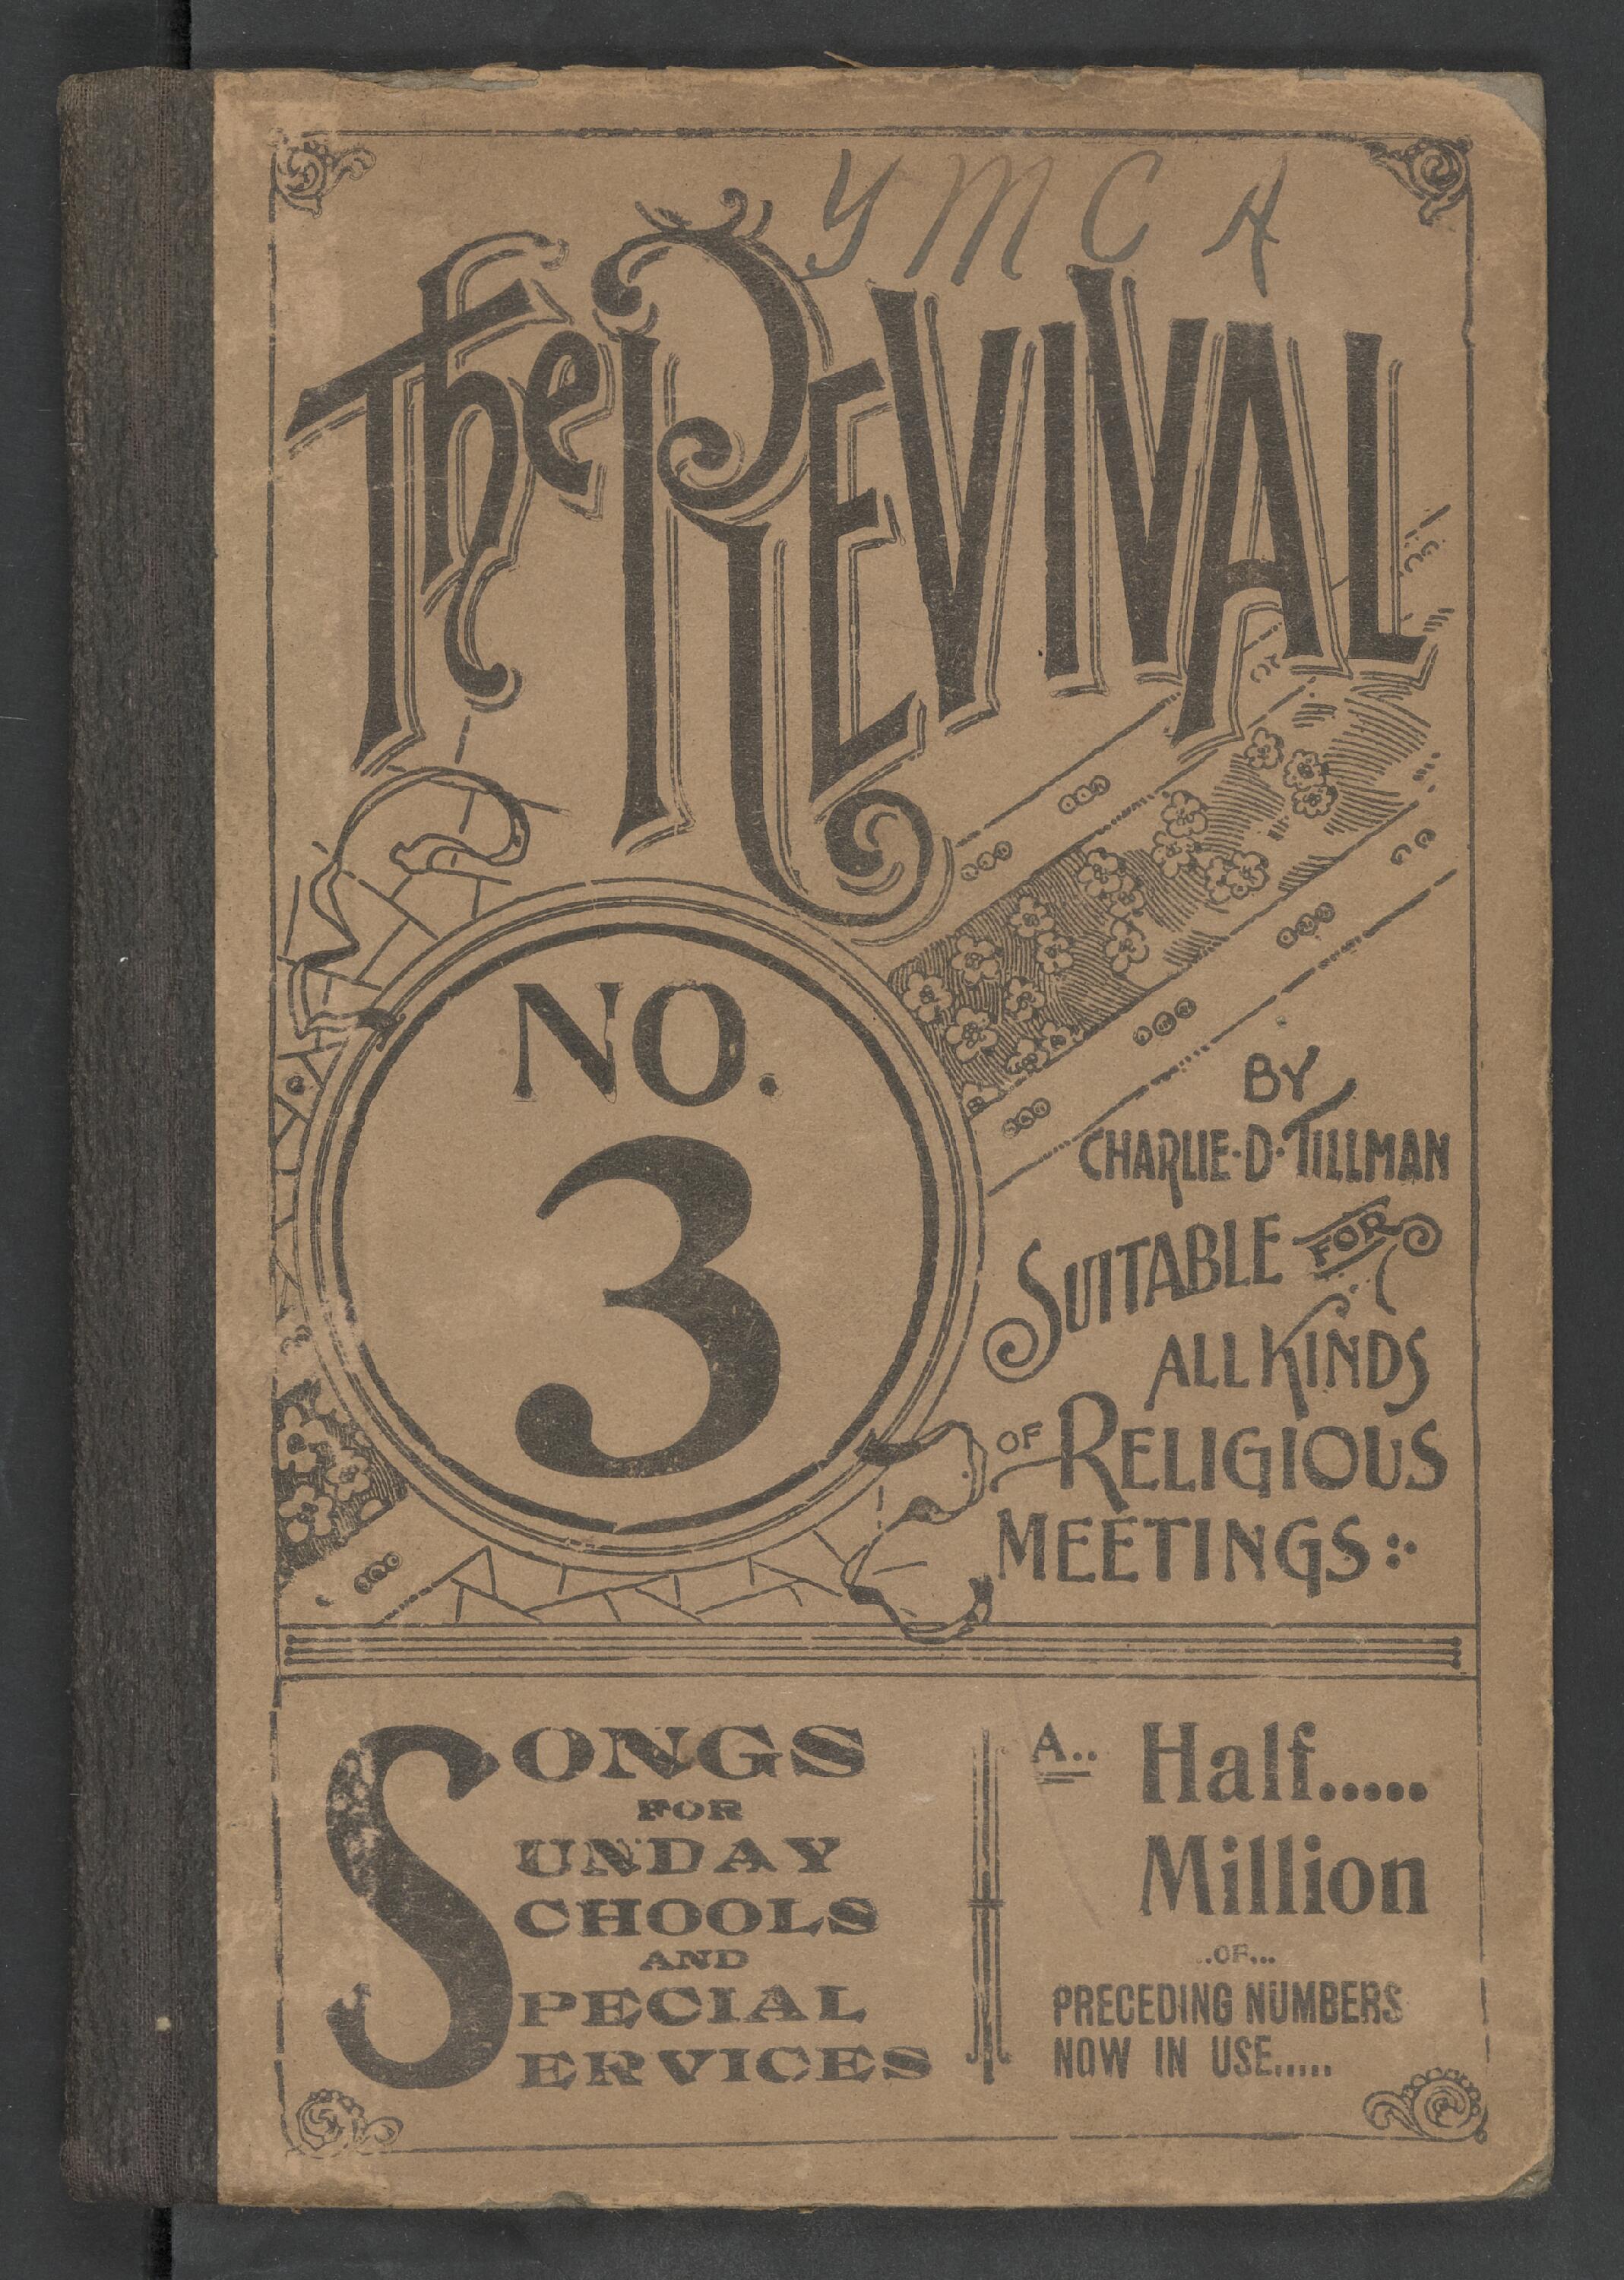 Y M C A
The REVIVAL
NO.
3
BY
CHARLIE·D·TILLMAN
SUITABLE FOR
ALL KINDS
OF RELIGIOUS
MEETINGS
SONGS
FOR
SUNDAY
SCHOOLS
AND
SPECIAL
SERVICES
A.. Half.....
Million
..OF...
PRECEDING NUMBERS
NOW IN USE.....